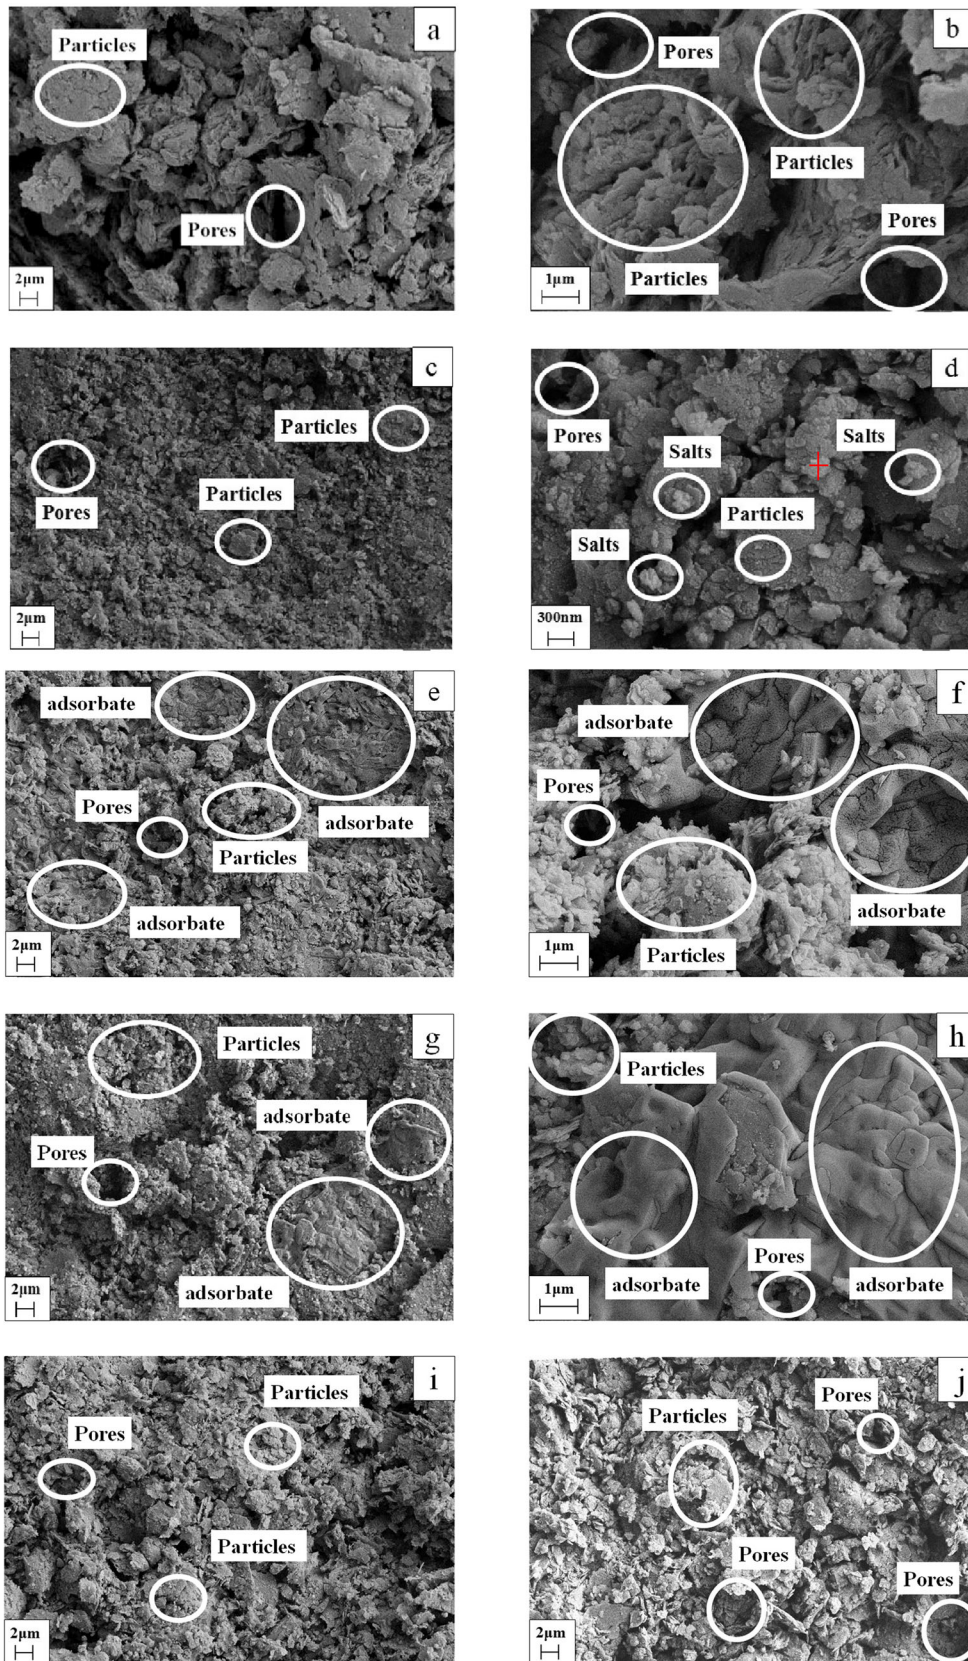 a
Particles
Pores
2μm
b
Pores
Particles
Pores
Particles
1μm
c
Particles
Particles
Pores
2μm
d
Pores
Salts
Salts
Particles
Salts
300nm
e
adsorbate
Pores
adsorbate
Particles
adsorbate
2μm
f
adsorbate
Pores
adsorbate
Particles
1μm
g
Particles
adsorbate
Pores
adsorbate
2μm
h
Particles
Pores
adsorbate
adsorbate
1μm
i
Particles
Pores
Particles
2μm
j
Pores
Particles
Pores
Pores
2μm